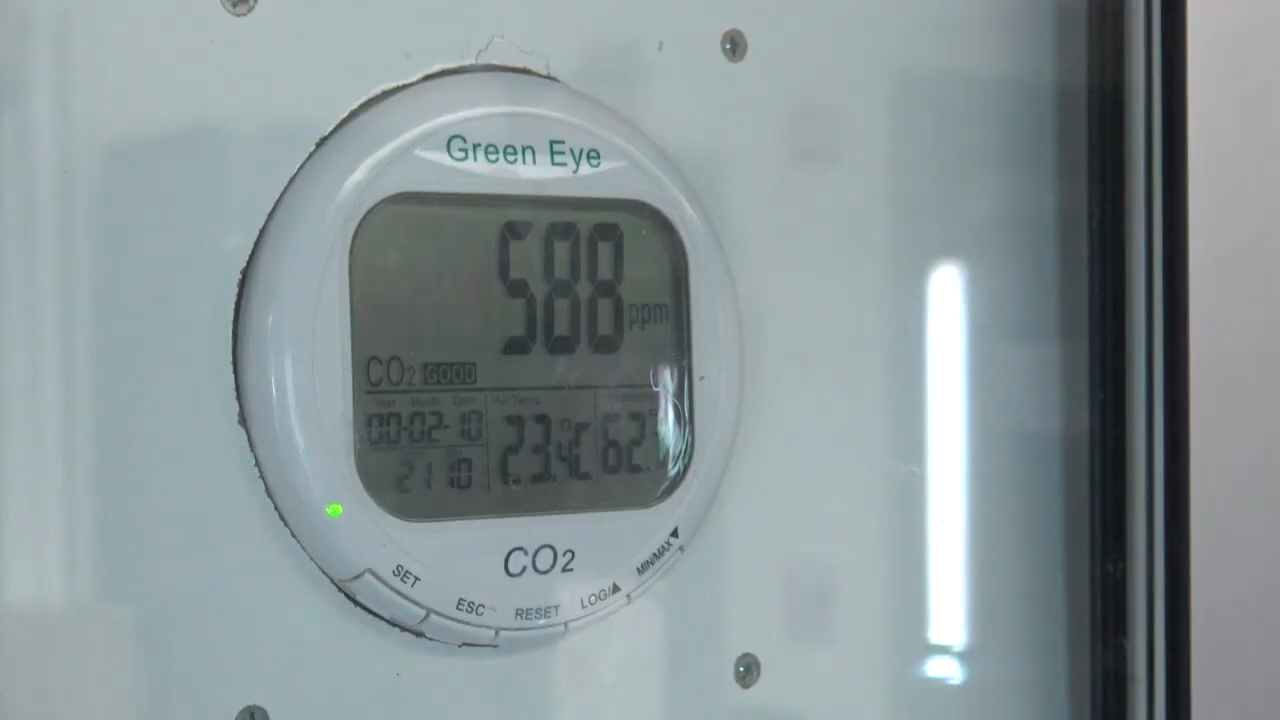 Green Eye
588 ppm
CO2 GOOD
Year Month Date
Air Temp
00-02-10
21 10
23.4°C
62.
CO2
SET
ESC
RESET
LOG/▲
MIN/MAX▼